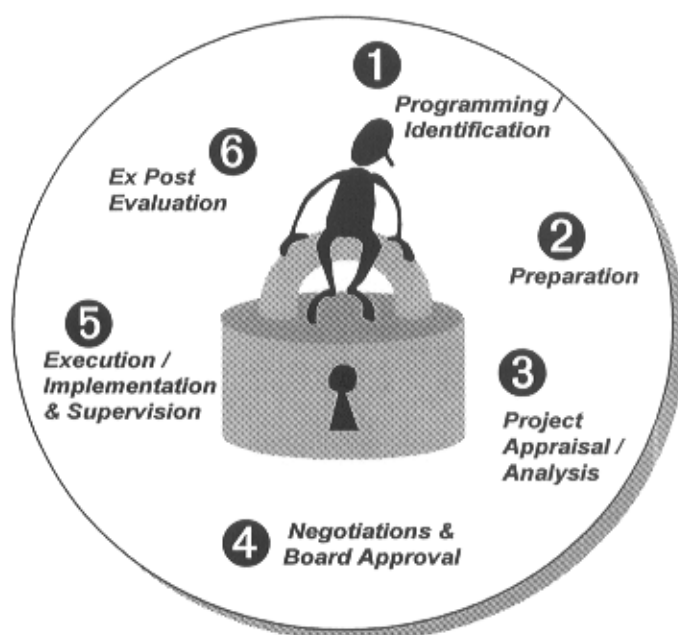 1
Programming /
Identification
2
Preparation
3
Project
Appraisal /
Analysis
4
Negotiations &
Board Approval
5
Execution /
Implementation
& Supervision
6
Ex Post
Evaluation